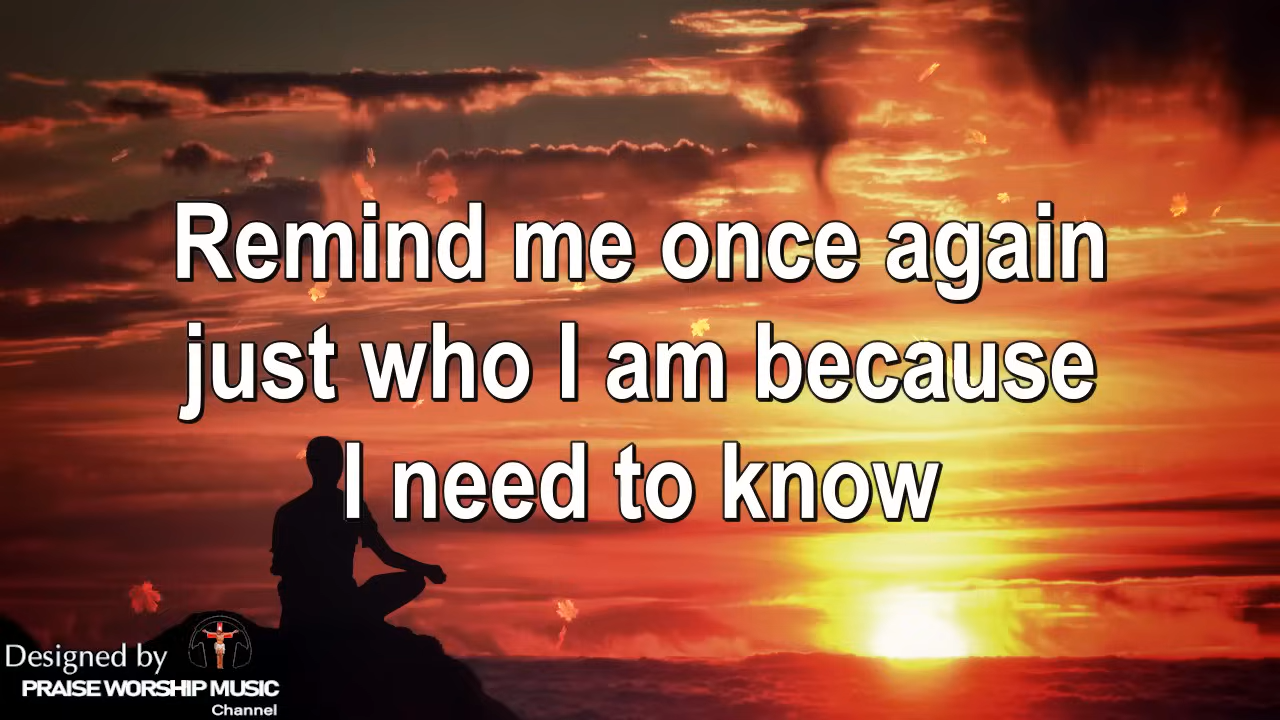 Remind me once again
just who I am because
I need to know
Designed by
PRAISE WORSHIP MUSIC
Channel